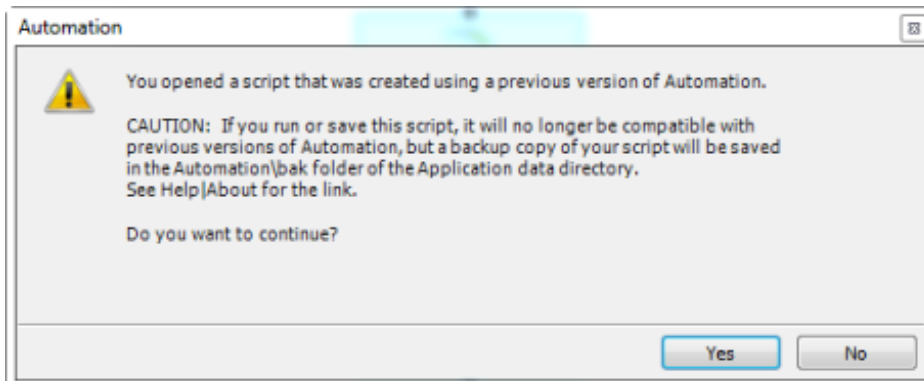 Automation
You opened a script that was created using a previous version of Automation.
CAUTION: If you run or save this script, it will no longer be compatible with
previous versions of Automation, but a backup copy of your script will be saved
in the Automation\bak folder of the Application data directory.
See Help|About for the link.
Do you want to continue?
Yes No